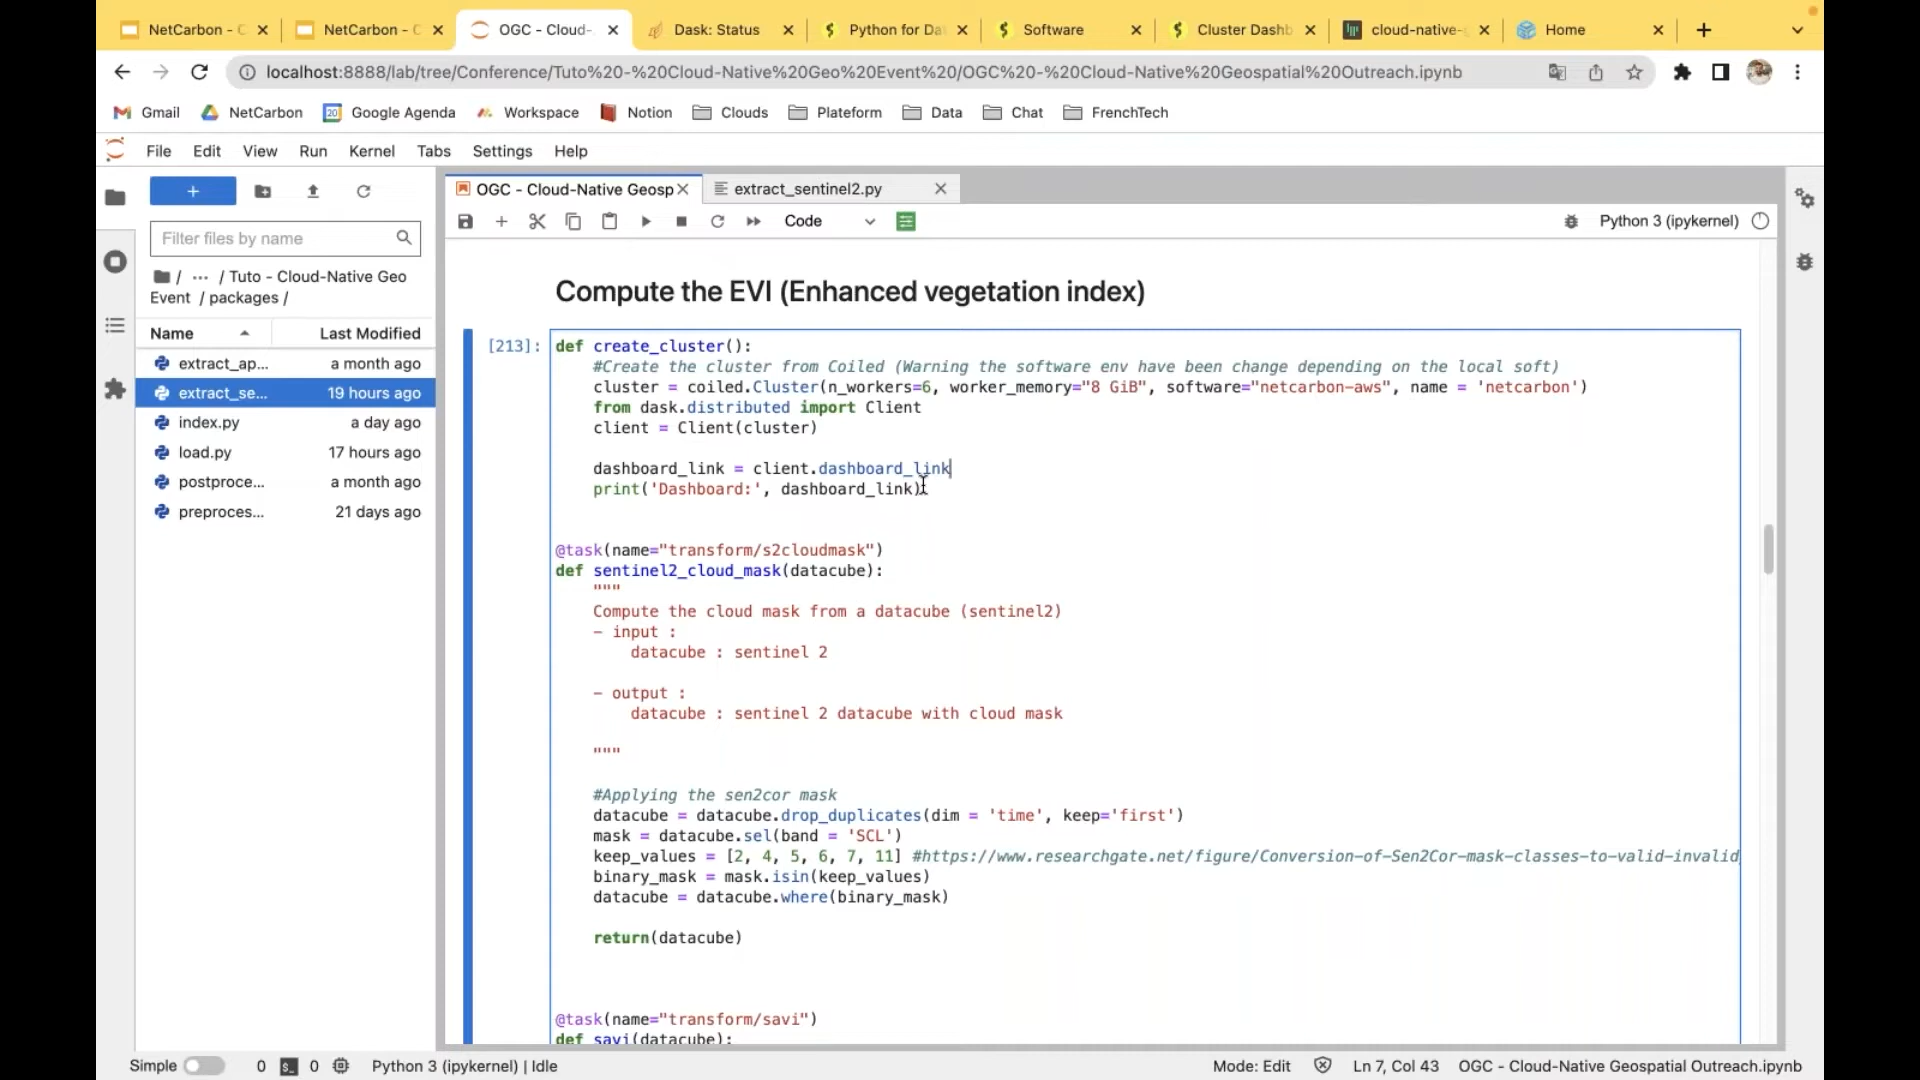 NetCarbon - C
NetCarbon - C
OGC - Cloud-
Dask: Status
Python for Da
Software
Cluster Dashb
cloud-native-
Home
localhost:8888/lab/tree/Conference/Tuto%20-%20Cloud-Native%20Geo%20Event%20/OGC%20-%20Cloud-Native%20Geospatial%20Outreach.ipynb
Gmail
NetCarbon
Google Agenda
Workspace
Notion
Clouds
Plateform
Data
Chat
FrenchTech
File Edit View Run Kernel Tabs Settings Help
OGC - Cloud-Native Geosp
extract_sentinel2.py
Code
Python 3 (ipykernel)
Filter files by name
/ ... / Tuto - Cloud-Native Geo
Event / packages /
Name Last Modified
extract_ap... a month ago
extract_se... 19 hours ago
index.py a day ago
load.py 17 hours ago
postproce... a month ago
preproces... 21 days ago
Compute the EVI (Enhanced vegetation index)
[213]:
def create_cluster():
#Create the cluster from Coiled (Warning the software env have been change depending on the local soft)
cluster = coiled.Cluster(n_workers=6, worker_memory="8 GiB", software="netcarbon-aws", name = 'netcarbon')
from dask.distributed import Client
client = Client(cluster)
dashboard_link = client.dashboard_link
print('Dashboard:', dashboard_link)
@task(name="transform/s2cloudmask")
def sentinel2_cloud_mask(datacube):
"""
Compute the cloud mask from a datacube (sentinel2)
- input :
datacube : sentinel 2
- output :
datacube : sentinel 2 datacube with cloud mask
"""
#Applying the sen2cor mask
datacube = datacube.drop_duplicates(dim = 'time', keep='first')
mask = datacube.sel(band = 'SCL')
keep_values = [2, 4, 5, 6, 7, 11] #https://www.researchgate.net/figure/Conversion-of-Sen2Cor-mask-classes-to-valid-invalid
binary_mask = mask.isin(keep_values)
datacube = datacube.where(binary_mask)
return(datacube)
@task(name="transform/savi")
def savi(datacube):
Simple 0 0 Python 3 (ipykernel) | Idle
Mode: Edit Ln 7, Col 43 OGC - Cloud-Native Geospatial Outreach.ipynb